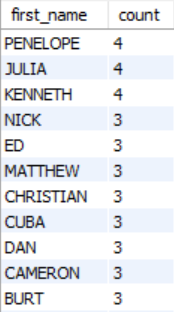 first_name count
PENELOPE 4
JULIA 4
KENNETH 4
NICK 3
ED 3
MATTHEW 3
CHRISTIAN 3
CUBA 3
DAN 3
CAMERON 3
BURT 3